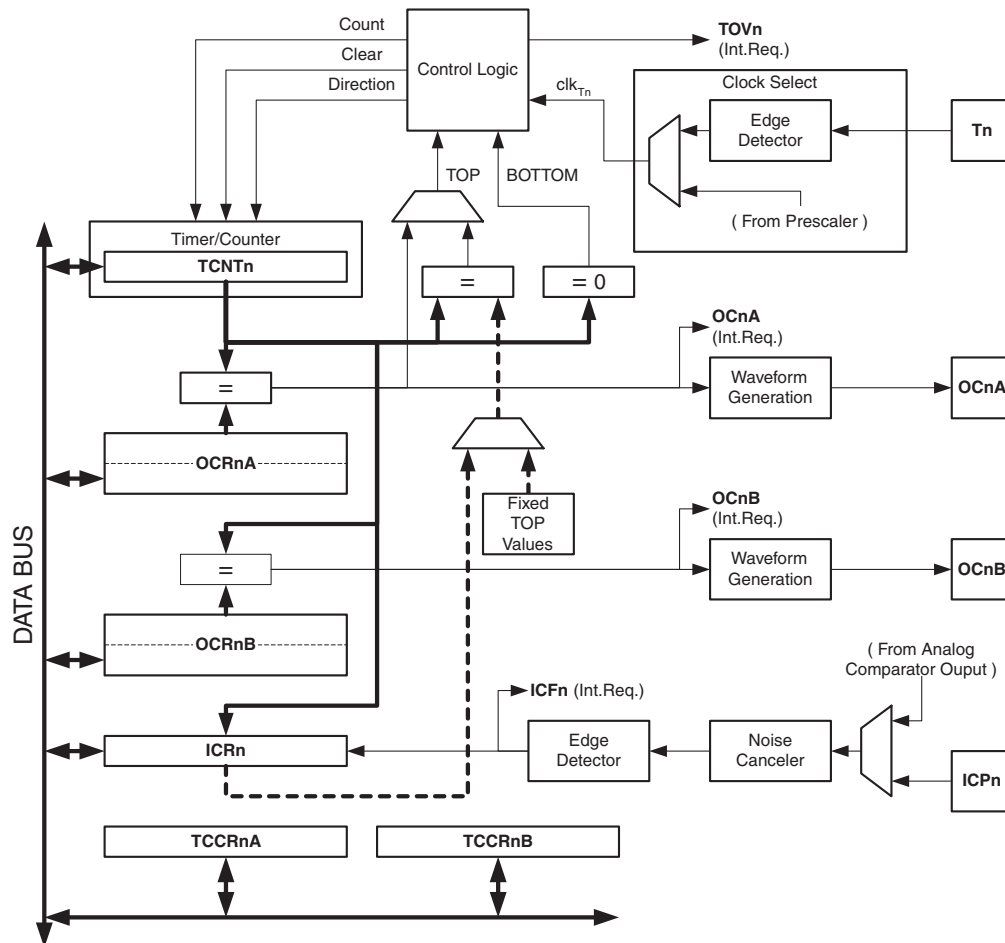 Count
Clear
Direction
Control Logic
TOVn
(Int.Req.)
Clock Select
clkTn
Edge
Detector
Tn
( From Prescaler )
TOP
BOTTOM
Timer/Counter
TCNTn
=
= 0
OCnA
(Int.Req.)
=
Waveform
Generation
OCnA
OCRnA
Fixed
TOP
Values
OCnB
(Int.Req.)
=
Waveform
Generation
OCnB
OCRnB
DATA BUS
( From Analog
Comparator Ouput )
ICFn (Int.Req.)
ICRn
Edge
Detector
Noise
Canceler
ICPn
TCCRnA
TCCRnB